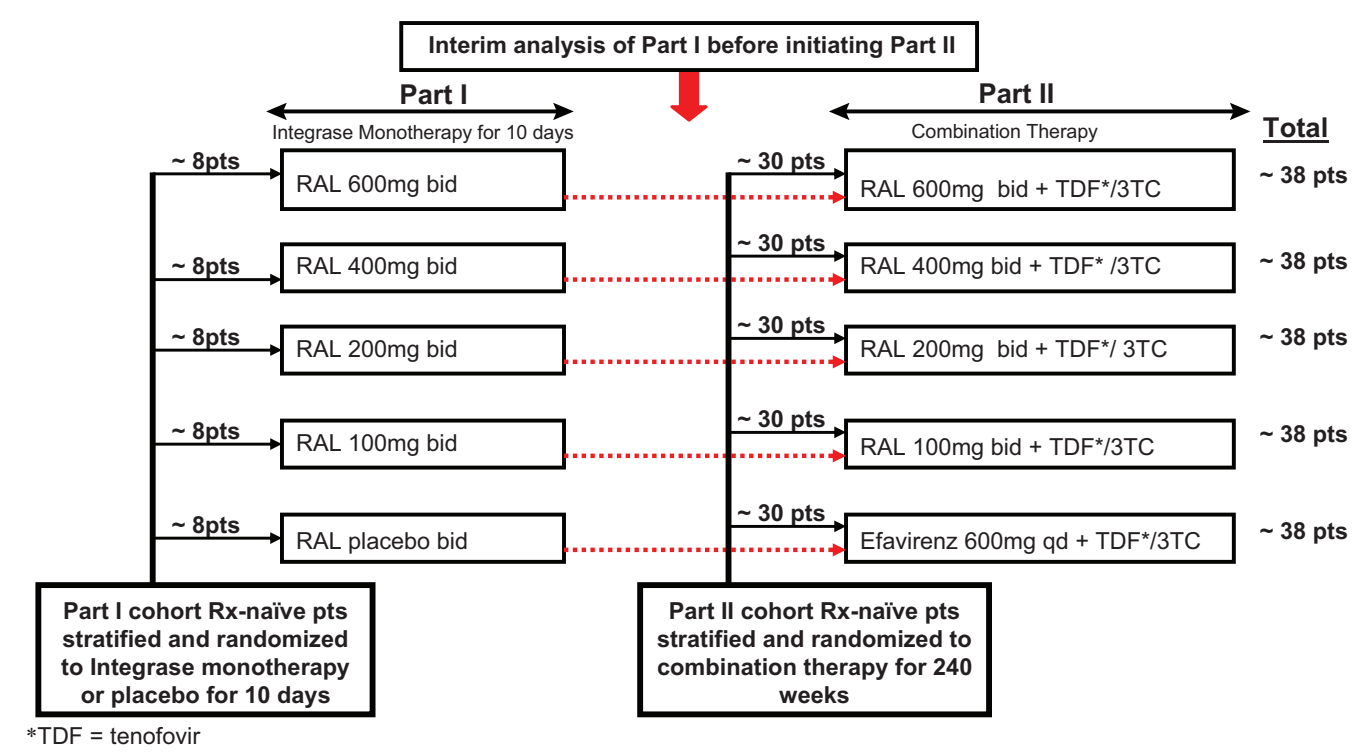 Interim analysis of Part I before initiating Part II
Part I
Part II
Integrase Monotherapy for 10 days
Combination Therapy
Total
~ 8pts
RAL 600mg bid
~ 30 pts
RAL 600mg bid + TDF*/3TC
~ 38 pts
~ 8pts
RAL 400mg bid
~ 30 pts
RAL 400mg bid + TDF* /3TC
~ 38 pts
~ 8pts
RAL 200mg bid
~ 30 pts
RAL 200mg bid + TDF*/ 3TC
~ 38 pts
~ 8pts
RAL 100mg bid
~ 30 pts
RAL 100mg bid + TDF*/3TC
~ 38 pts
~ 8pts
RAL placebo bid
~ 30 pts
Efavirenz 600mg qd + TDF*/3TC
~ 38 pts
Part I cohort Rx-naïve pts
stratified and randomized
to Integrase monotherapy
or placebo for 10 days
Part II cohort Rx-naïve pts
stratified and randomized to
combination therapy for 240
weeks
*TDF = tenofovir